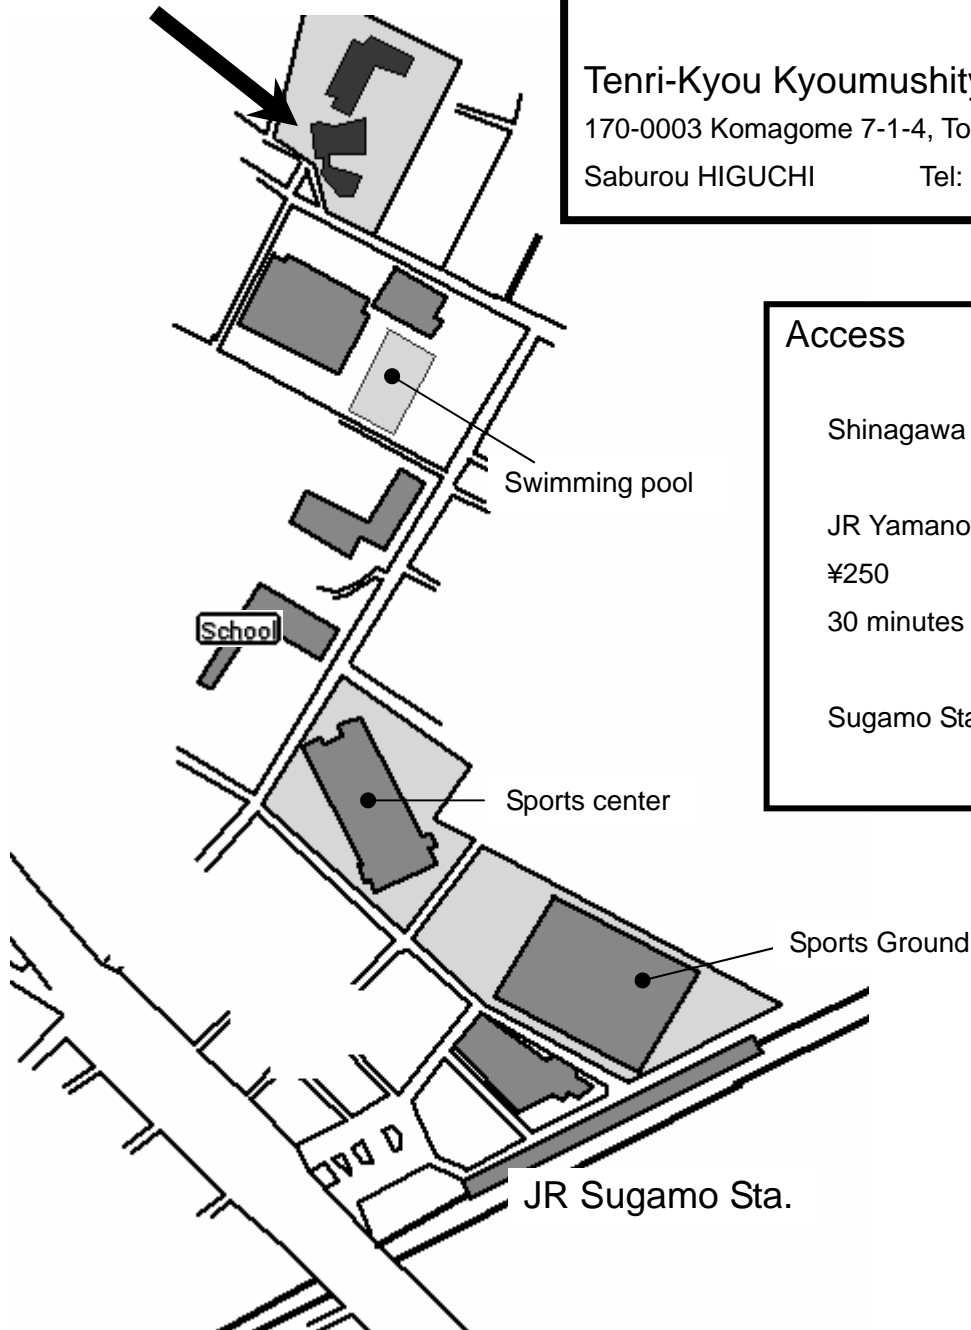 Tenri-Kyou Kyoumushity
170-0003 Komagome 7-1-4, To
Saburou HIGUCHI Tel:
Access
Shinagawa
JR Yamano
¥250
30 minutes
Sugamo Sta
Swimming pool
School
Sports center
Sports Ground
JR Sugamo Sta.